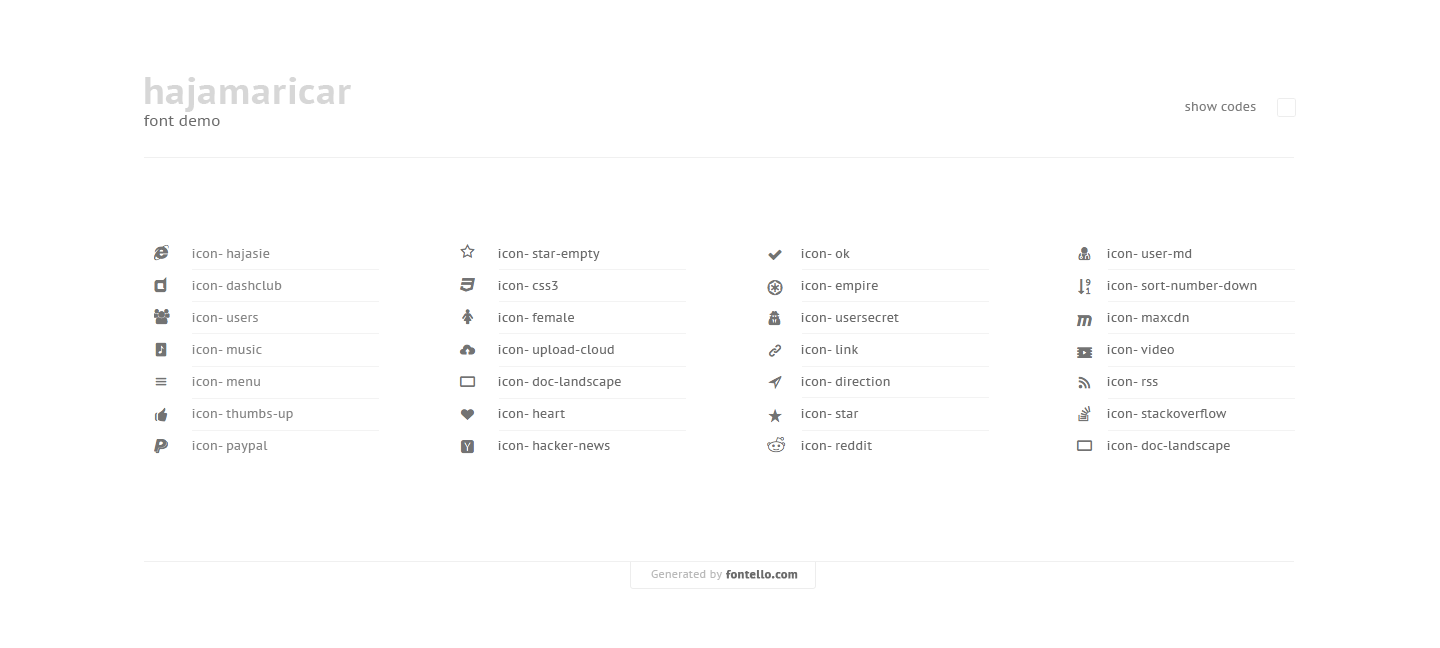 hajamaricar
font demo
show codes
icon- hajasie
icon- star-empty
icon- ok
icon- user-md
icon- dashclub
icon- css3
icon- empire
icon- sort-number-down
icon- users
icon- female
icon- usersecret
icon- maxcdn
icon- music
icon- upload-cloud
icon- link
icon- video
icon- menu
icon- doc-landscape
icon- direction
icon- rss
icon- thumbs-up
icon- heart
icon- star
icon- stackoverflow
icon- paypal
icon- hacker-news
icon- reddit
icon- doc-landscape
Generated by fontello.com